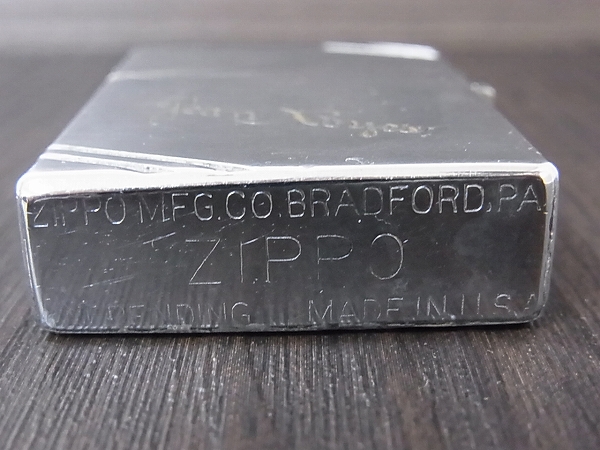 ZIPPO MFG.CO.BRADFORD.PA.
ZIPPO
PENDING MADE IN U.S.A